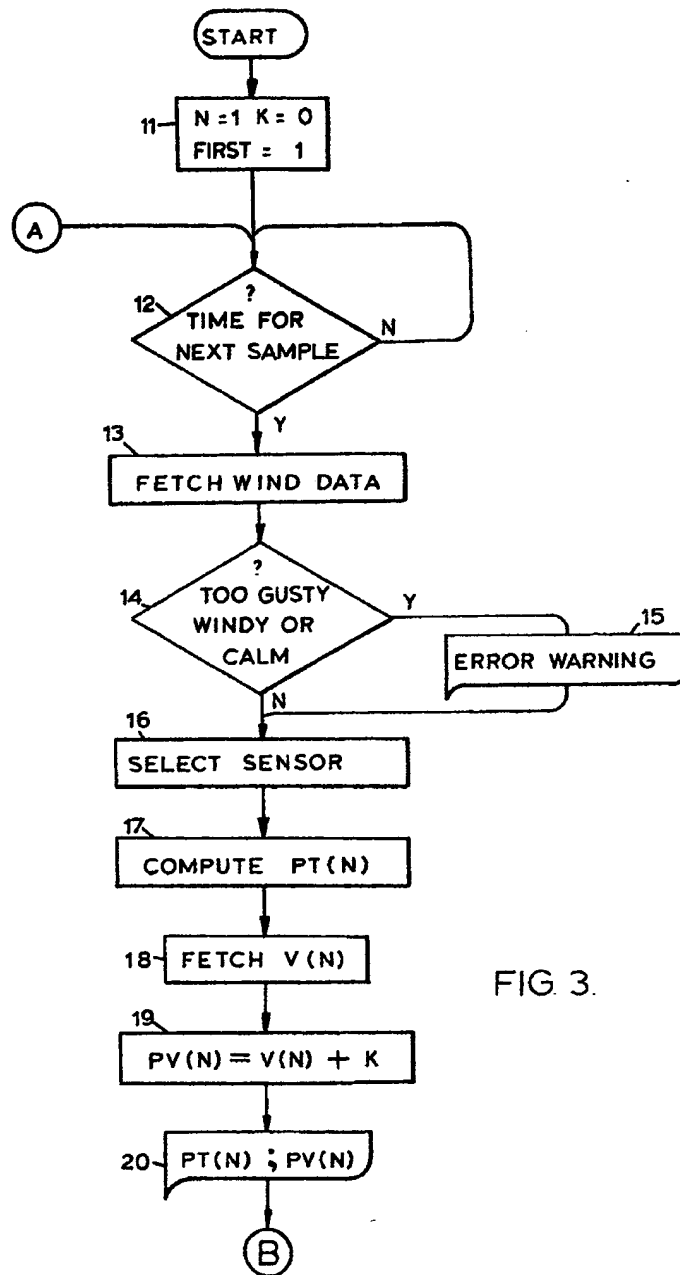 START
11
N=1 K=0
FIRST = 1
A
12
?
TIME FOR
NEXT SAMPLE
N
Y
13
FETCH WIND DATA
14
?
TOO GUSTY
WINDY OR
CALM
Y
15
ERROR WARNING
N
16
SELECT SENSOR
17
COMPUTE PT(N)
18
FETCH V(N)
FIG. 3.
19
PV(N)=V(N) + K
20
PT(N) ; PV(N)
B